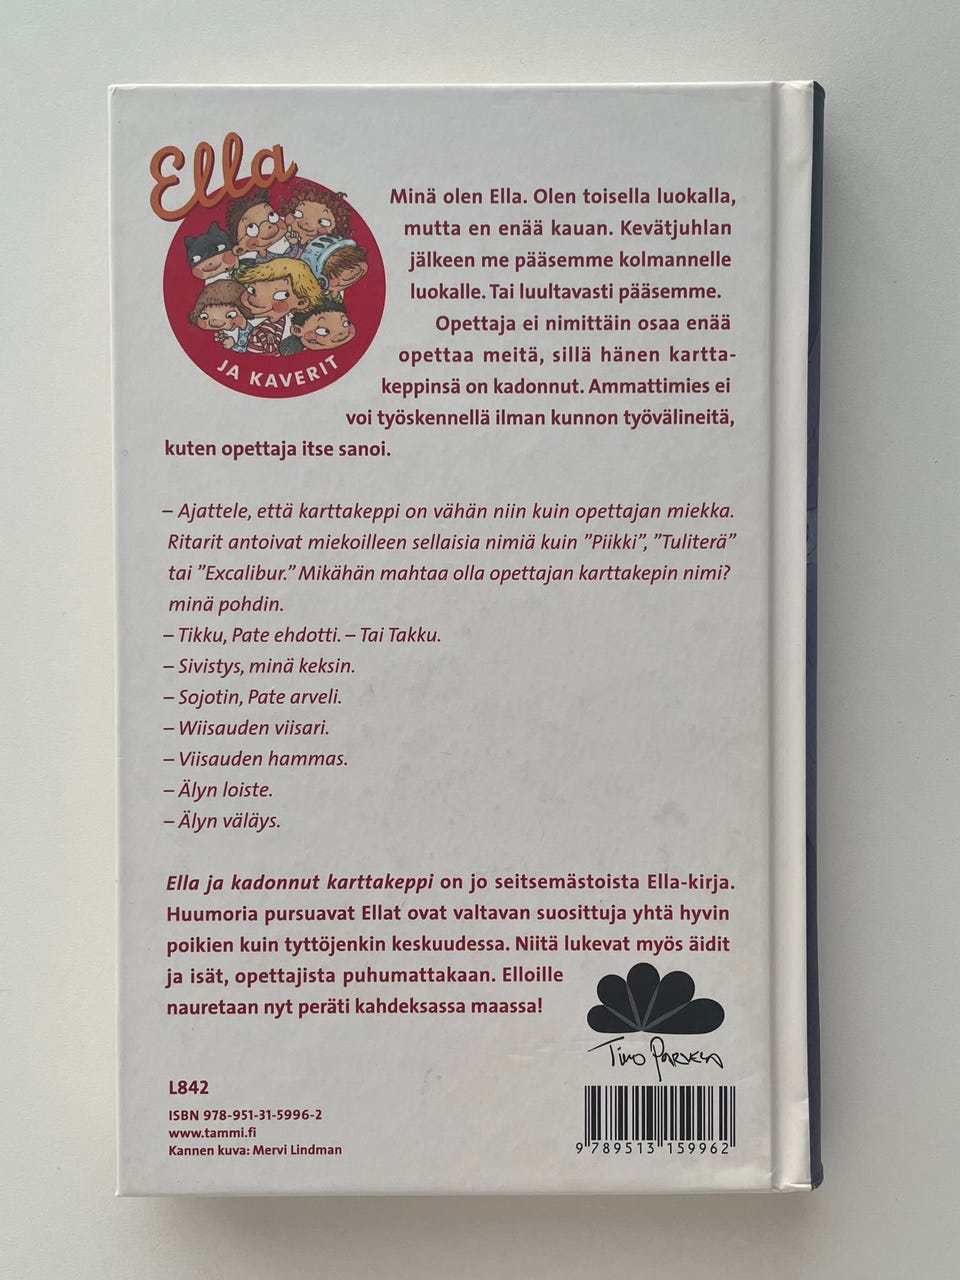 Ella
JA KAVERIT
Minä olen Ella. Olen toisella luokalla,
mutta en enää kauan. Kevätjuhlan
jälkeen me pääsemme kolmannelle
luokalle. Tai luultavasti pääsemme.
Opettaja ei nimittäin osaa enää
opettaa meitä, sillä hänen kartta-
keppinsä on kadonnut. Ammattimies ei
voi työskennellä ilman kunnon työvälineitä,
kuten opettaja itse sanoi.
– Ajattele, että karttakeppi on vähän niin kuin opettajan miekka.
Ritarit antoivat miekoilleen sellaisia nimiä kuin ”Piikki”, ”Tuliterä”
tai ”Excalibur.” Mikähän mahtaa olla opettajan karttakepin nimi?
minä pohdin.
– Tikku, Pate ehdotti. – Tai Takku.
– Sivistys, minä keksin.
– Sojotin, Pate arveli.
– Wiisauden viisari.
– Viisauden hammas.
– Älyn loiste.
– Älyn väläys.
Ella ja kadonnut karttakeppi on jo seitsemästoista Ella-kirja.
Huumoria pursuavat Ellat ovat valtavan suosittuja yhtä hyvin
poikien kuin tyttöjenkin keskuudessa. Niitä lukevat myös äidit
ja isät, opettajista puhumattakaan. Elloille
nauretaan nyt peräti kahdeksassa maassa!
Timo Parvela
L842
ISBN 978-951-31-5996-2
www.tammi.fi
Kannen kuva: Mervi Lindman
9 789513 159962